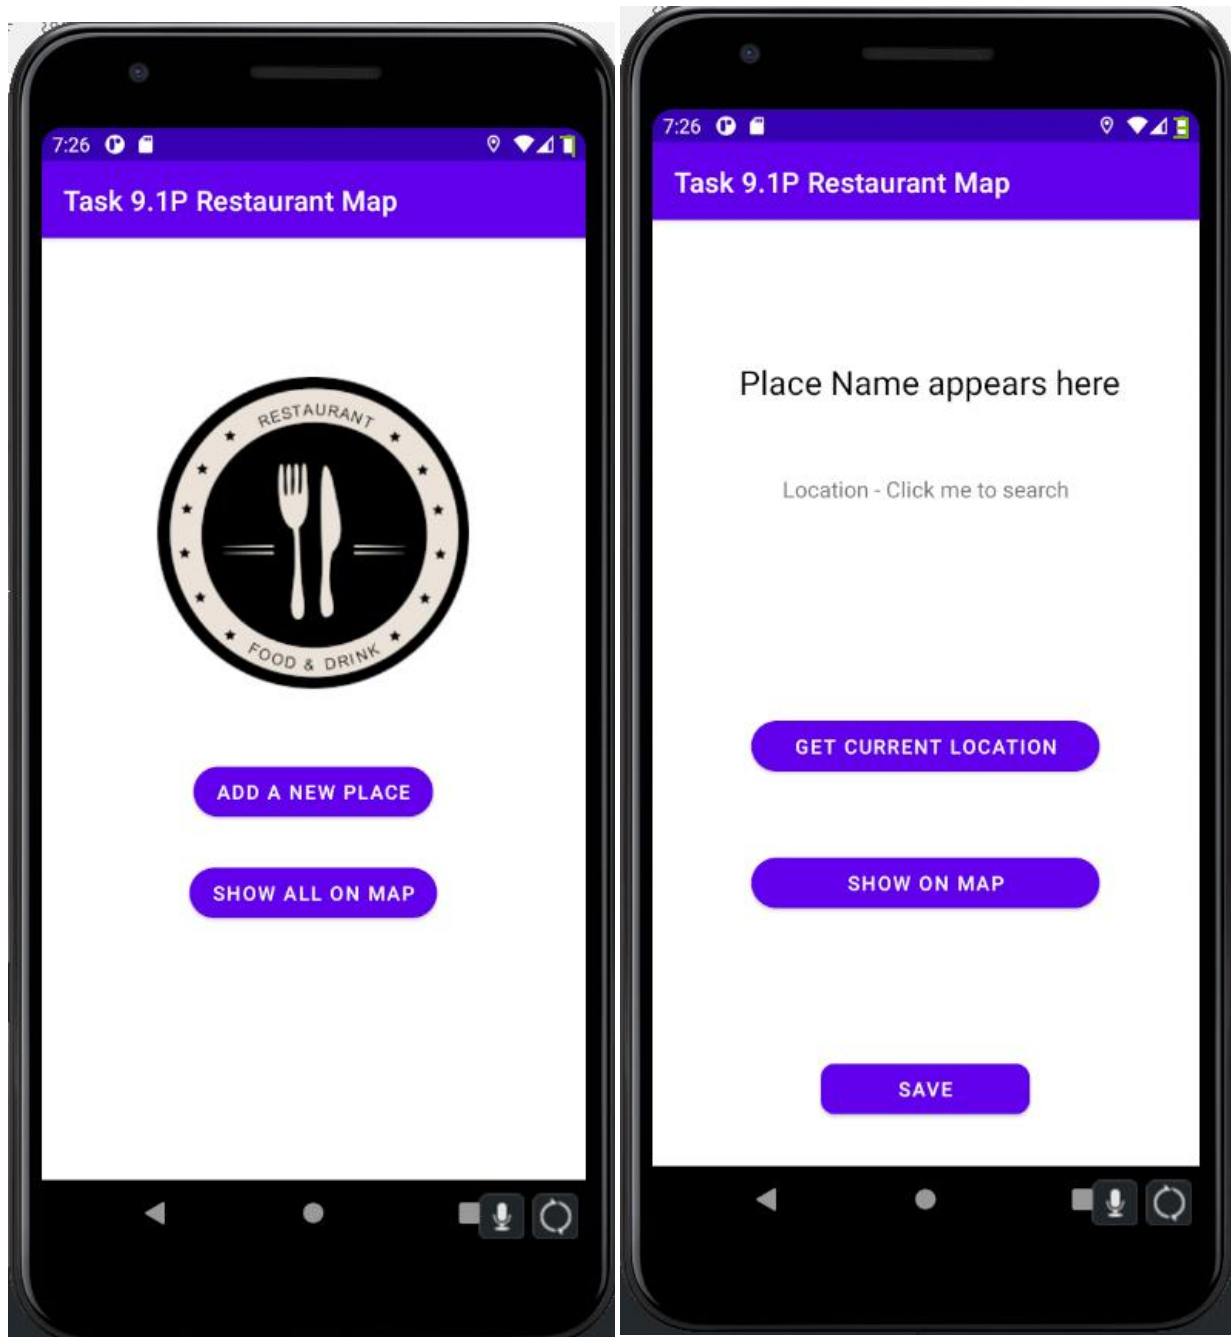 7:26
Task 9.1P Restaurant Map
RESTAURANT
FOOD & DRINK
ADD A NEW PLACE
SHOW ALL ON MAP
7:26
Task 9.1P Restaurant Map
Place Name appears here
Location - Click me to search
GET CURRENT LOCATION
SHOW ON MAP
SAVE